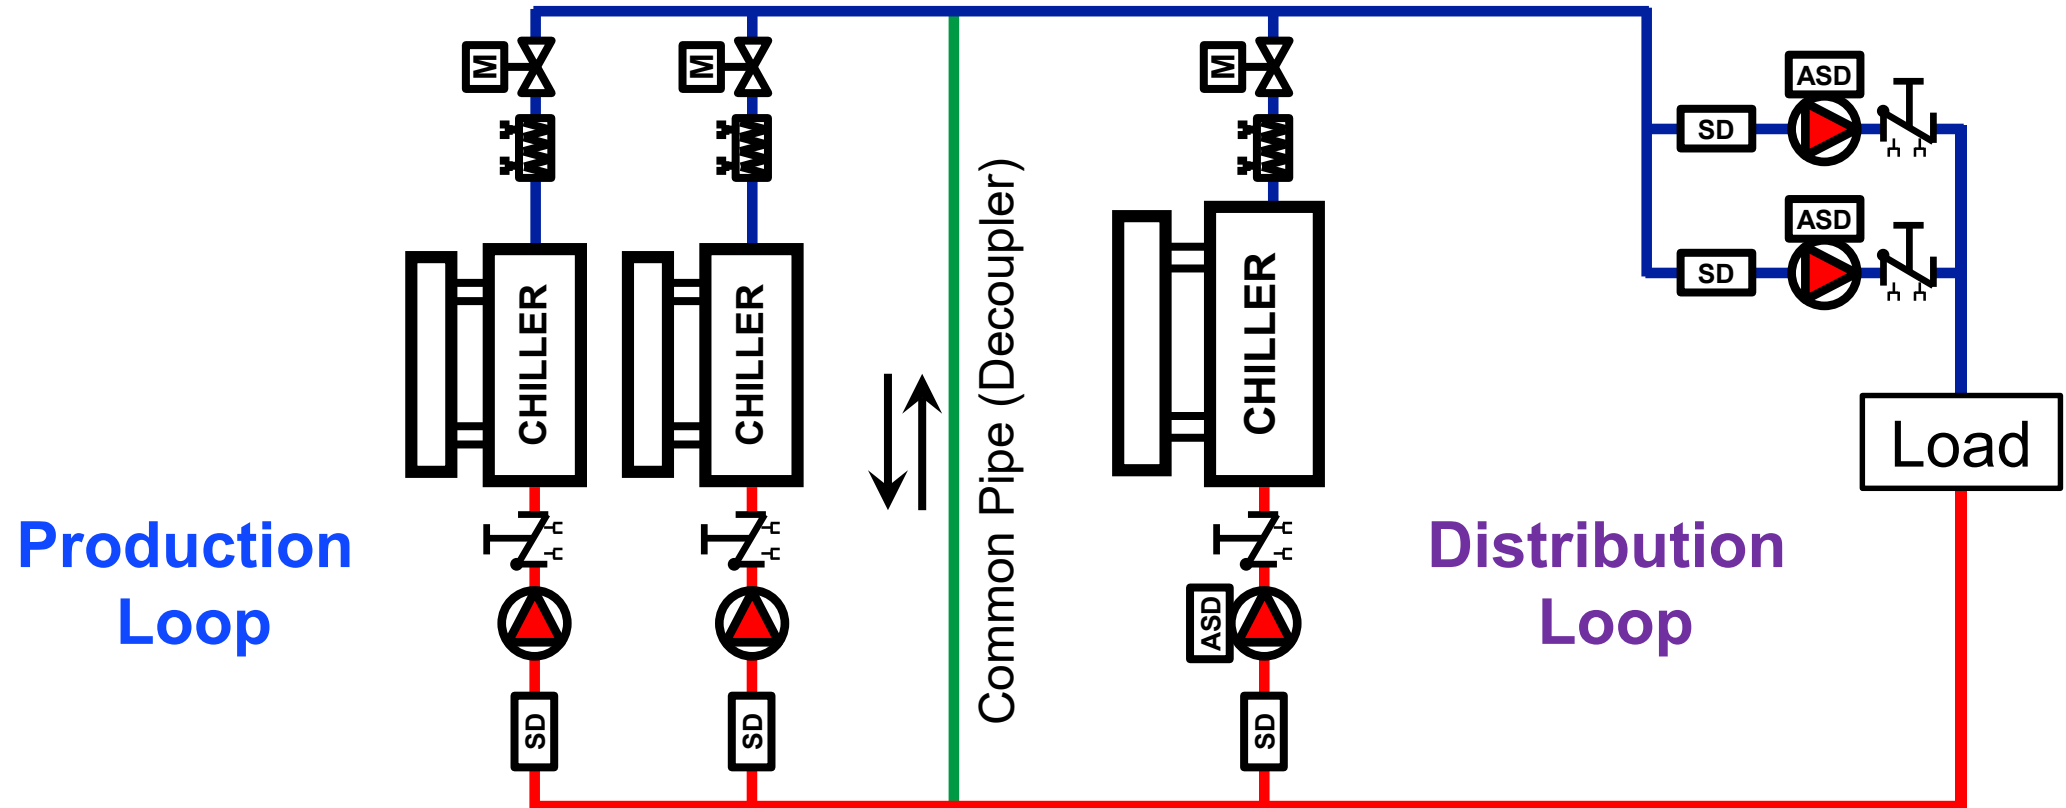 M
M
M
ASD
SD
ASD
SD
CHILLER
CHILLER
CHILLER
Common Pipe (Decoupler)
Load
Production
Loop
Distribution
Loop
ASD
SD
SD
SD